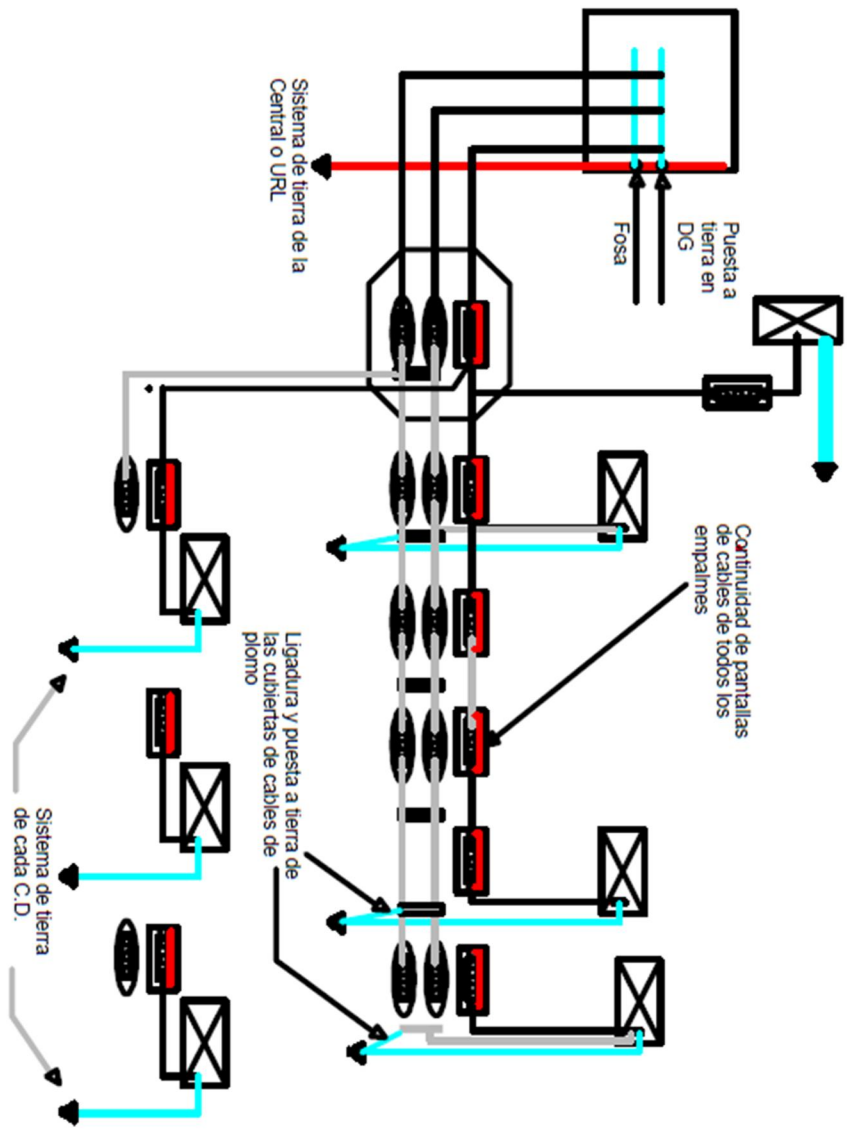 Sistema de tierra de la
Central o URL
Puesta a
tierra en
DG
Fosa
Continuidad de pantallas
de cables de todos los
empalmes
Ligadura y puesta a tierra de
las cubiertas de cables de
plomo
Sistema de tierra
de cada C.D.